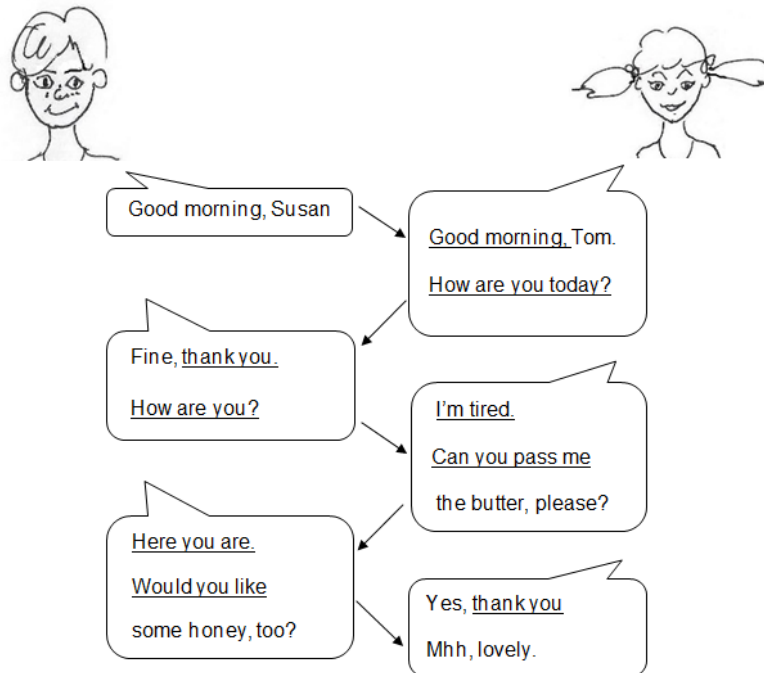 Good morning, Susan
Good morning, Tom.
How are you today?
Fine, thank you.
How are you?
I'm tired.
Can you pass me
the butter, please?
Here you are.
Would you like
some honey, too?
Yes, thank you
Mhh, lovely.